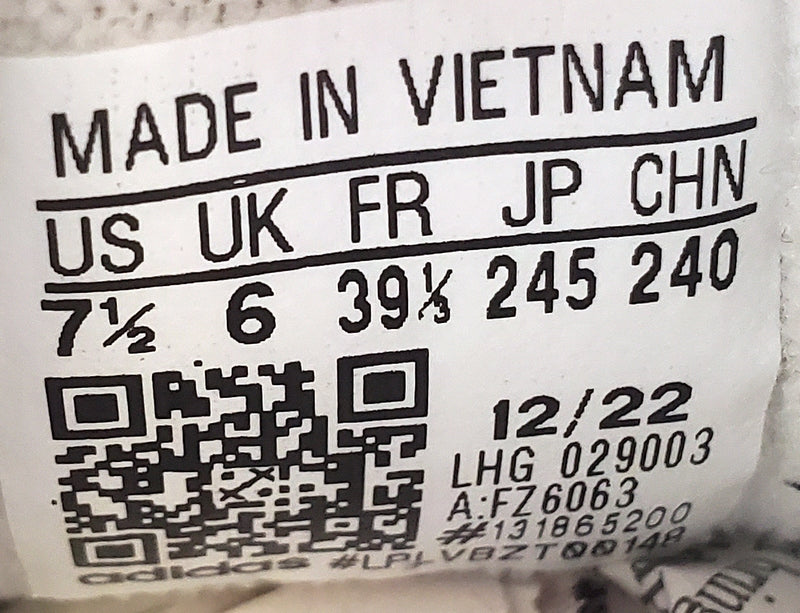 MADE IN VIETNAM
US UK FR JP CHN
7½ 6 39⅓ 245 240
12/22
LHG 029003
A:FZ6063
#131865200
adidas